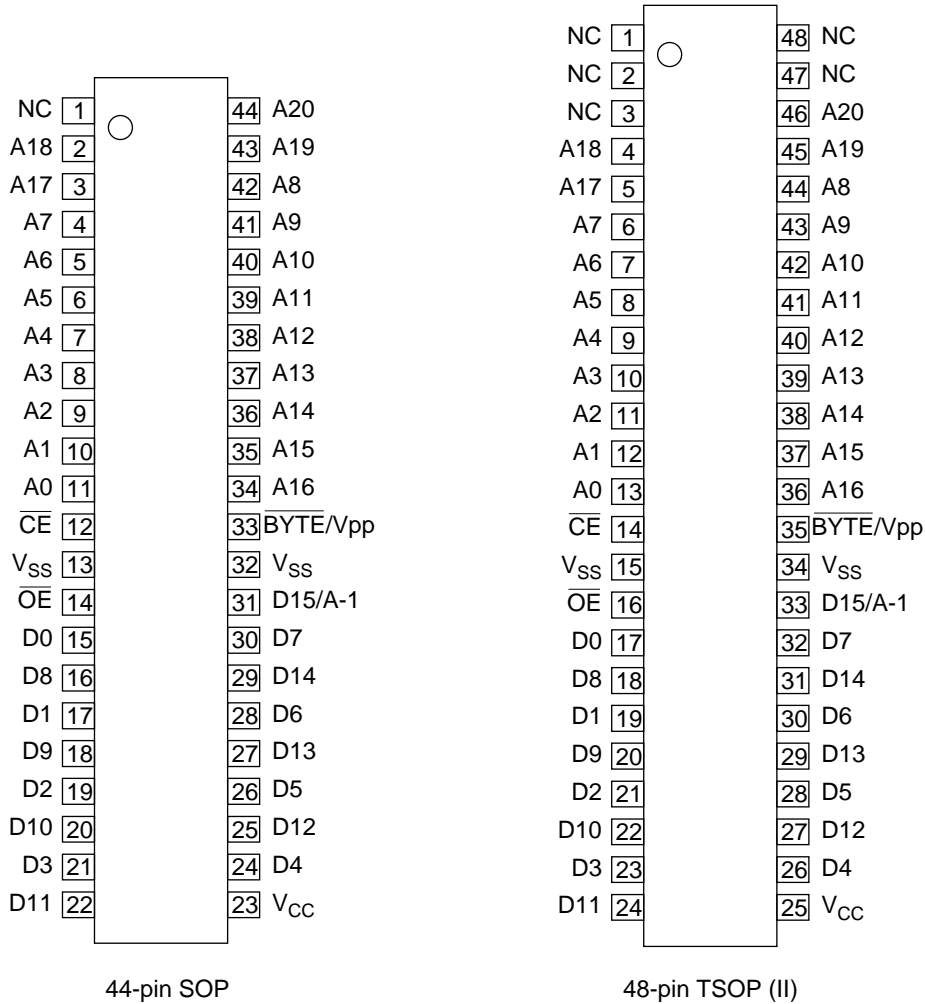 NC 1 44 A20
A18 2 43 A19
A17 3 42 A8
A7 4 41 A9
A6 5 40 A10
A5 6 39 A11
A4 7 38 A12
A3 8 37 A13
A2 9 36 A14
A1 10 35 A15
A0 11 34 A16
CE 12 33 BYTE/Vpp
VSS 13 32 VSS
OE 14 31 D15/A-1
D0 15 30 D7
D8 16 29 D14
D1 17 28 D6
D9 18 27 D13
D2 19 26 D5
D10 20 25 D12
D3 21 24 D4
D11 22 23 VCC
44-pin SOP
NC 1 48 NC
NC 2 47 NC
NC 3 46 A20
A18 4 45 A19
A17 5 44 A8
A7 6 43 A9
A6 7 42 A10
A5 8 41 A11
A4 9 40 A12
A3 10 39 A13
A2 11 38 A14
A1 12 37 A15
A0 13 36 A16
CE 14 35 BYTE/Vpp
VSS 15 34 VSS
OE 16 33 D15/A-1
D0 17 32 D7
D8 18 31 D14
D1 19 30 D6
D9 20 29 D13
D2 21 28 D5
D10 22 27 D12
D3 23 26 D4
D11 24 25 VCC
48-pin TSOP (II)